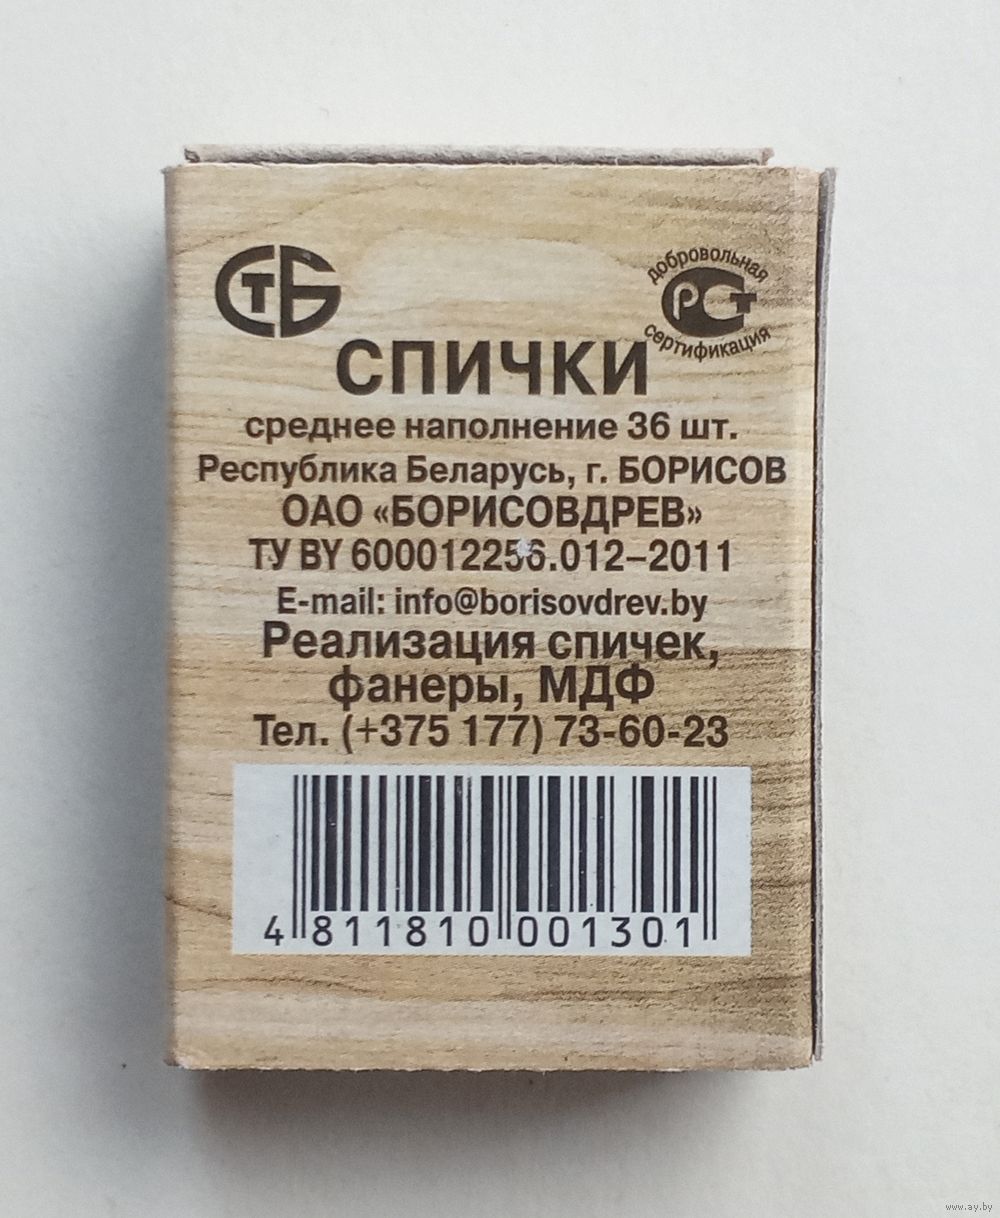 СТБ
добровольная
РСТ
сертификация
СПИЧКИ
среднее наполнение 36 шт.
Республика Беларусь, г. БОРИСОВ
ОАО «БОРИСОВДРЕВ»
ТУ BY 600012256.012–2011
E-mail: info@borisovdrev.by
Реализация спичек,
фанеры, МДФ
Тел. (+375 177) 73-60-23
4 811810 001301
www.ay.by